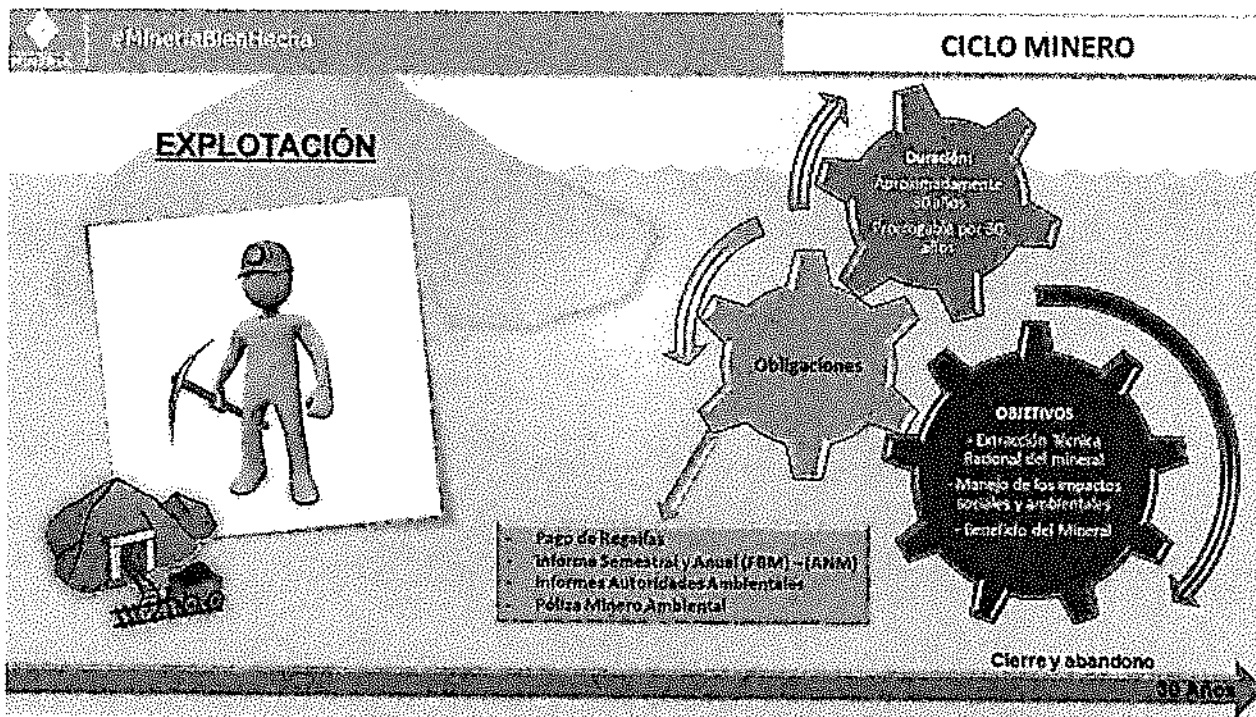 #MineríaBienHecha
CICLO MINERO
EXPLOTACIÓN
Duración:
Aproximadamente
30 años
Prorrogable por 30
años
Obligaciones
OBJETIVOS
- Extracción Técnica
Racional del mineral
- Manejo de los impactos
sociales y ambientales
- Beneficio del Mineral
- Pago de Regalías
- Informe Semestral y Anual (FBM) – (ANM)
- Informes Autoridades Ambientales
- Póliza Minero Ambiental
Cierre y abandono
30 Años